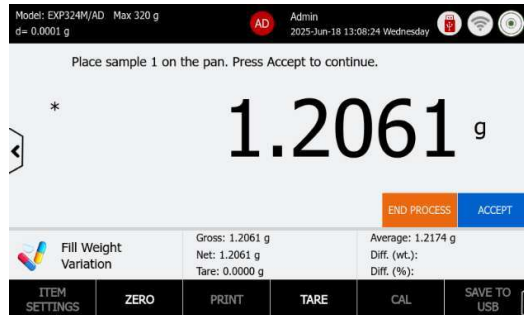 Model: EXP324M/AD Max 320 g
d= 0.0001 g
AD
Admin
2025-Jun-18 13:08:24 Wednesday
Place sample 1 on the pan. Press Accept to continue.
*
1.2061 g
END PROCESS
ACCEPT
Fill Weight
Variation
Gross: 1.2061 g
Net: 1.2061 g
Tare: 0.0000 g
Average: 1.2174 g
Diff. (wt.):
Diff. (%):
ITEM
SETTINGS
ZERO
PRINT
TARE
CAL
SAVE TO
USB